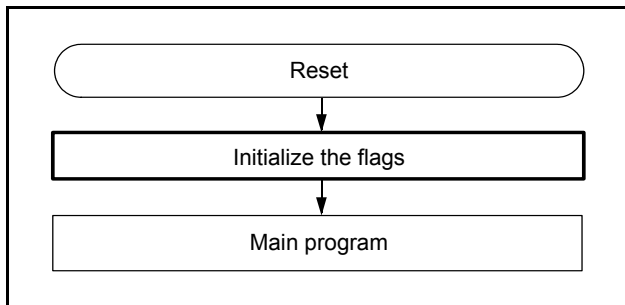 Reset
Initialize the flags
Main program